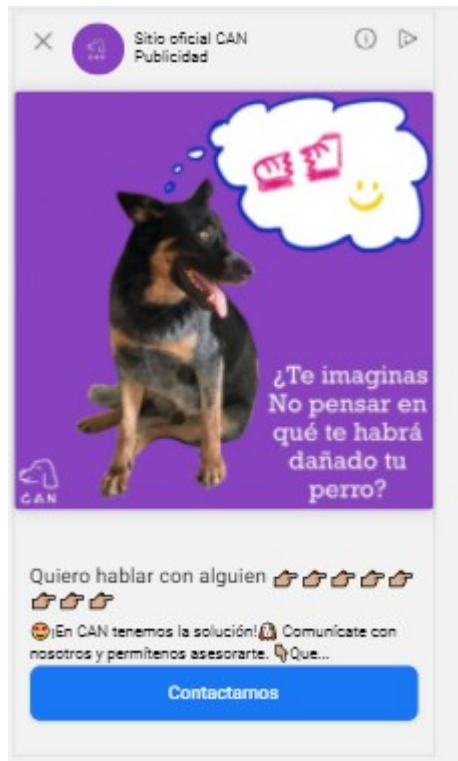 Sitio oficial CAN
Publicidad
¿Te imaginas
No pensar en
qué te habrá
dañado tu
perro?
CAN
Quiero hablar con alguien 👉🏽👉🏽👉🏽👉🏽👉🏽
👉🏽👉🏽👉🏽
😍¡En CAN tenemos la solución!🐶 Comunícate con
nosotros y permítenos asesorarte. 👇🏽Que...
Contactarnos